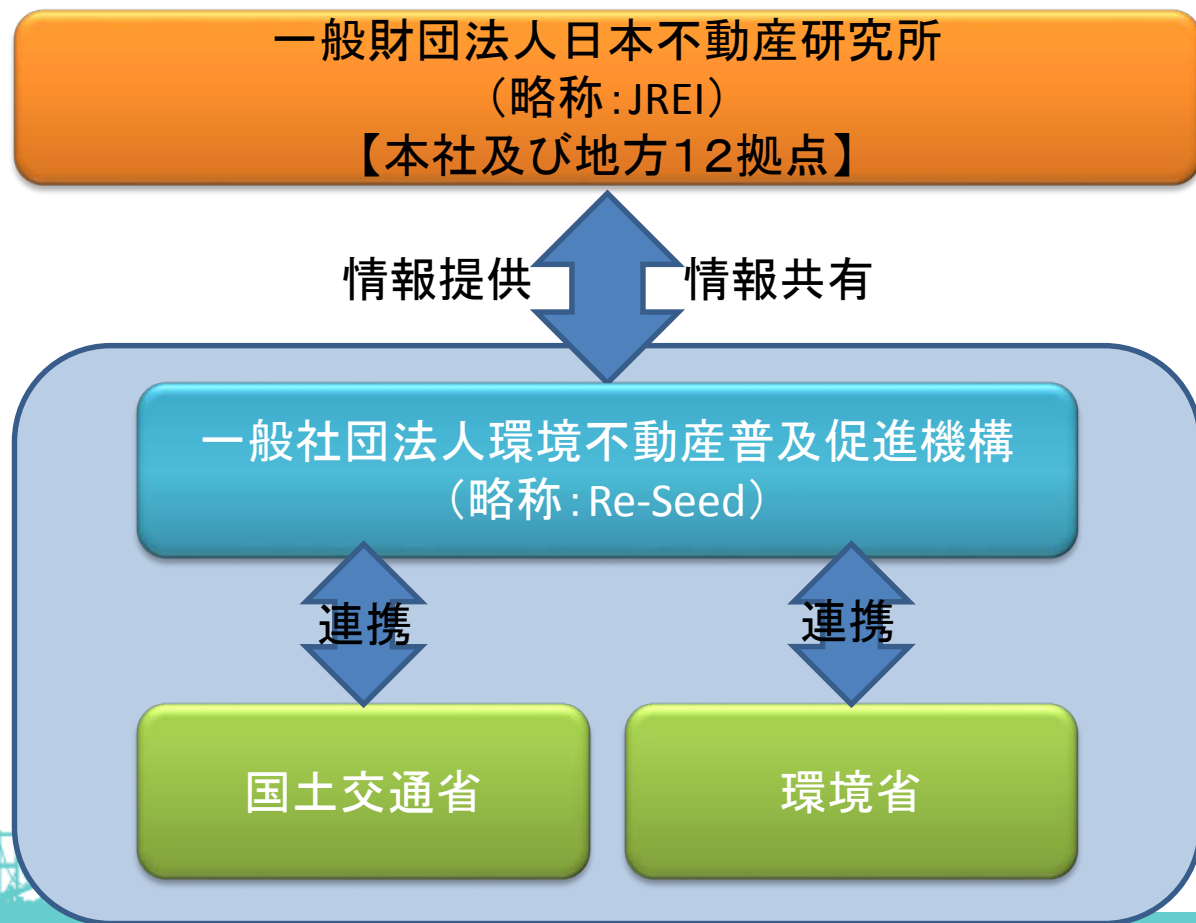 一般財団法人日本不動産研究所
（略称：JREI）
【本社及び地方１２拠点】
情報提供
情報共有
一般社団法人環境不動産普及促進機構
（略称：Re-Seed）
連携
連携
国土交通省
環境省